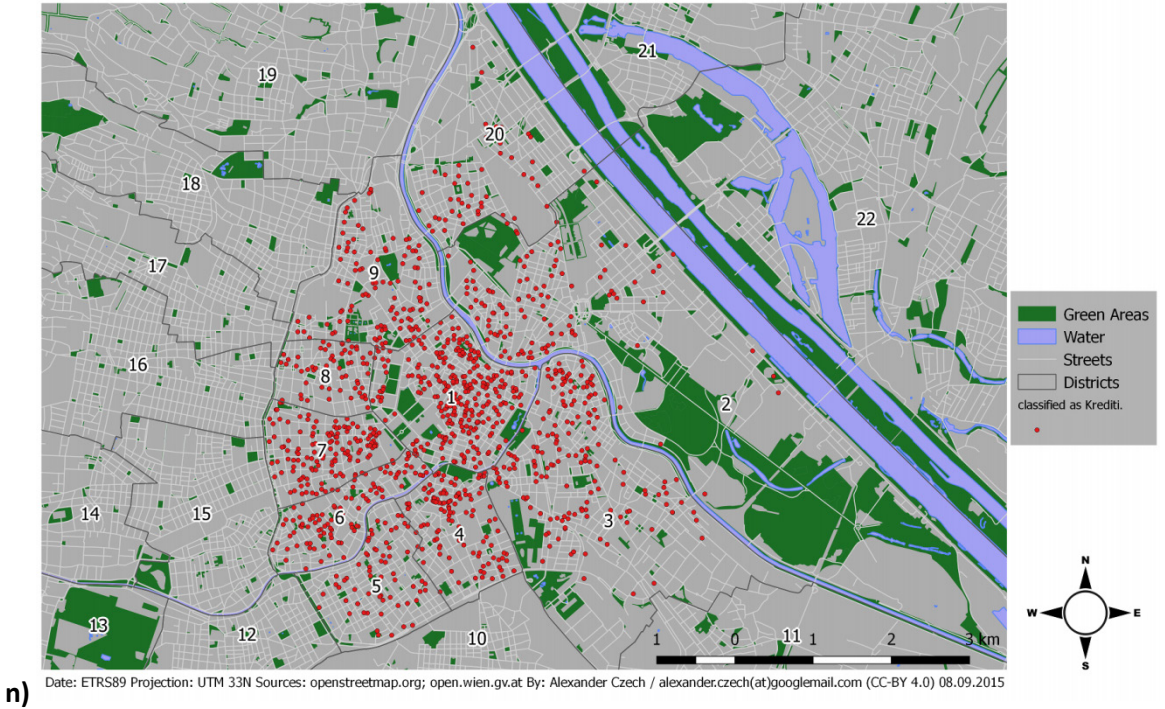 21
19
20
18
22
17
9
16
8
1
2
7
14
15
6
3
4
5
13
12
10
11
1 0 1 2 3 km
Green Areas
Water
Streets
Districts
classified as Krediti.
N
W E
S
n) Date: ETRS89 Projection: UTM 33N Sources: openstreetmap.org; open.wien.gv.at By: Alexander Czech / alexander.czech(at)googlemail.com (CC-BY 4.0) 08.09.2015